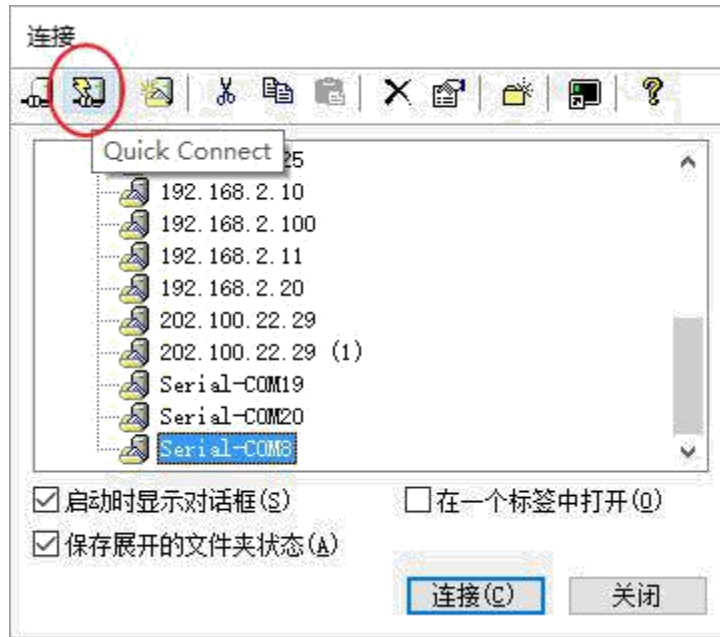 连接
Quick Connect
25
192.168.2.10
192.168.2.100
192.168.2.11
192.168.2.20
202.100.22.29
202.100.22.29 (1)
Serial-COM19
Serial-COM20
Serial-COM8
启动时显示对话框(S)
在一个标签中打开(O)
保存展开的文件夹状态(A)
连接(C)
关闭